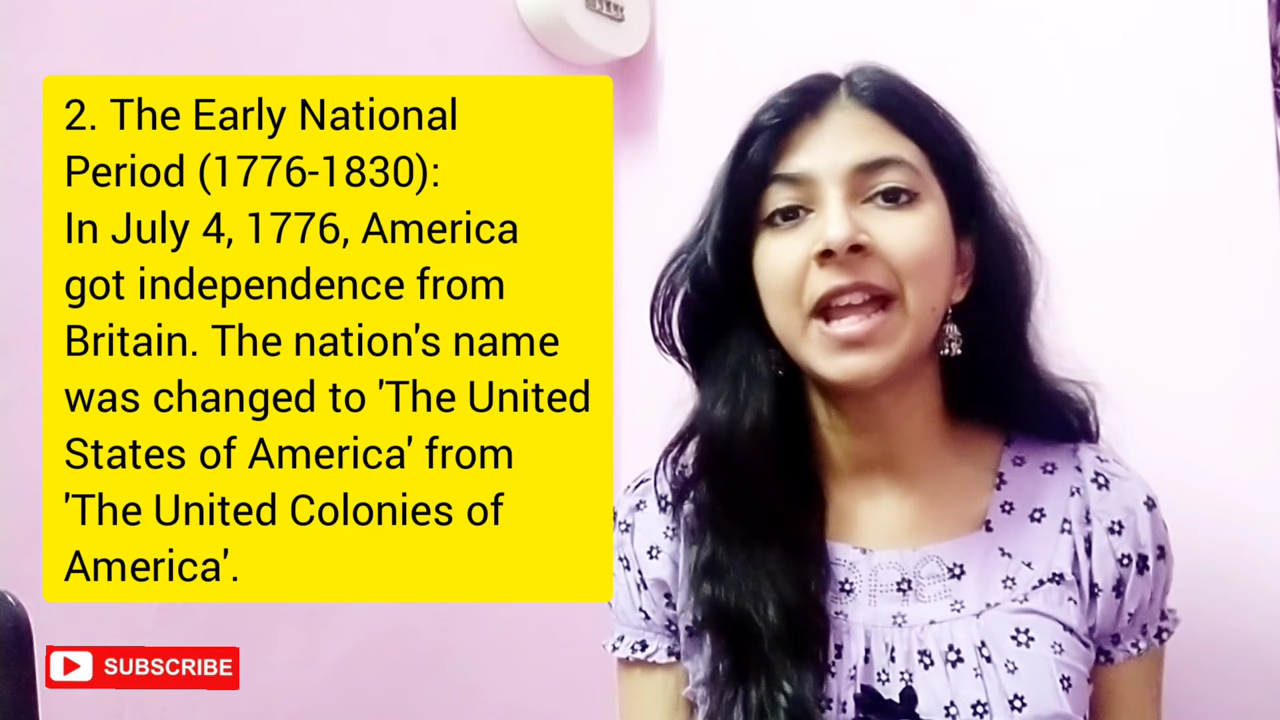 2. The Early National
Period (1776-1830):
In July 4, 1776, America
got independence from
Britain. The nation's name
was changed to 'The United
States of America' from
'The United Colonies of
America'.
SUBSCRIBE